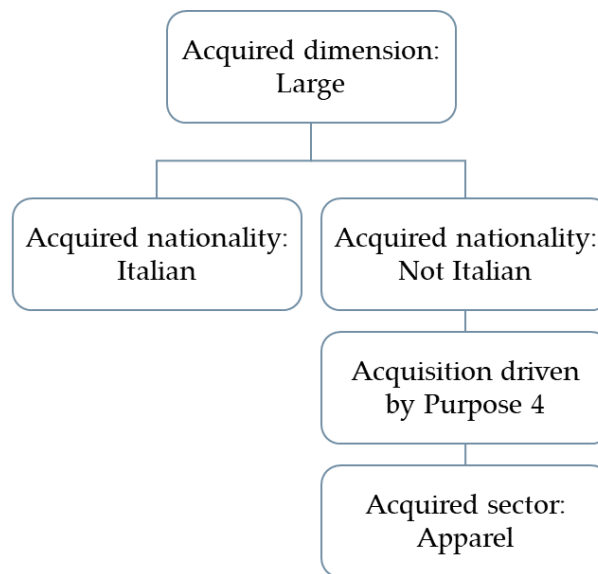 Acquired dimension:
Large
Acquired nationality:
Italian
Acquired nationality:
Not Italian
Acquisition driven
by Purpose 4
Acquired sector:
Apparel